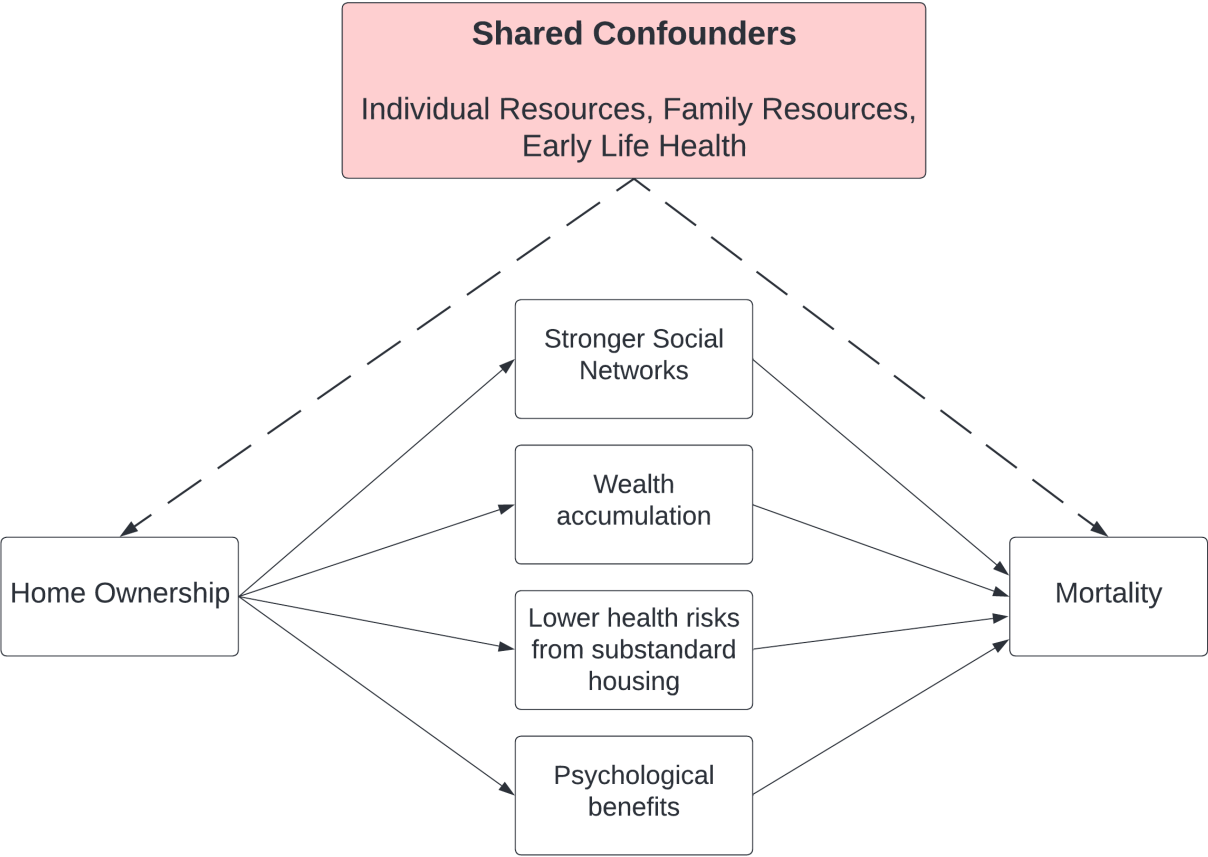 Shared Confounders
Individual Resources, Family Resources,
Early Life Health
Stronger Social
Networks
Wealth
accumulation
Home Ownership
Mortality
Lower health risks
from substandard
housing
Psychological
benefits